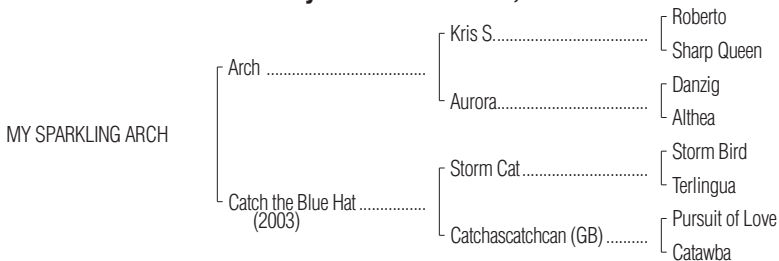 Roberto
Kris S.
Sharp Queen
Arch
Danzig
Aurora
Althea
MY SPARKLING ARCH
Storm Bird
Storm Cat
Terlingua
Catch the Blue Hat
(2003)
Pursuit of Love
Catchascatchcan (GB)
Catawba